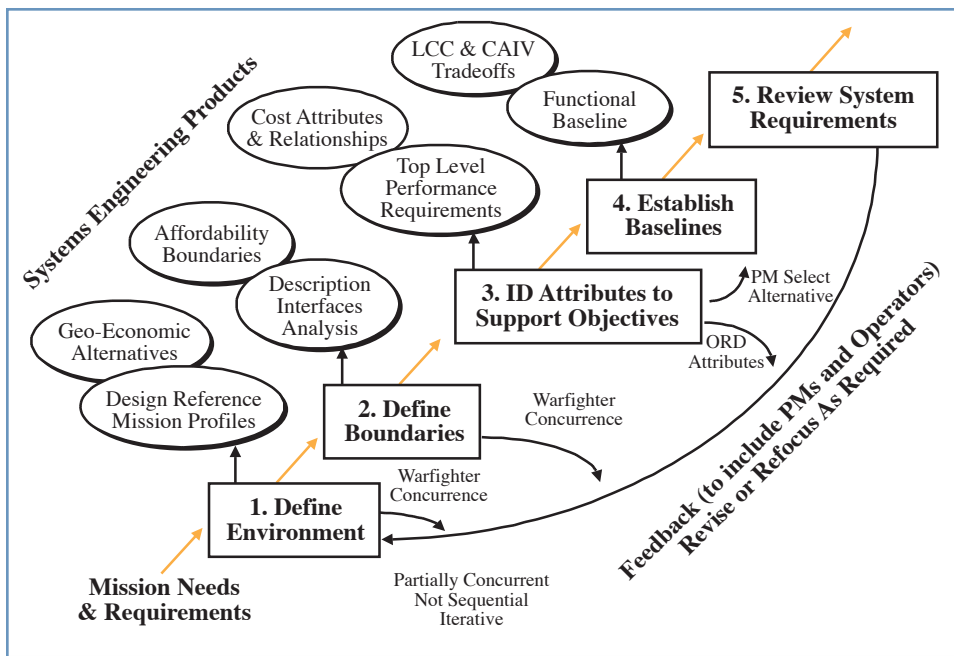 LCC & CAIV
Tradeoffs
Functional
Baseline
5. Review System
Requirements
Systems Engineering Products
Cost Attributes
& Relationships
Top Level
Performance
Requirements
4. Establish
Baselines
Affordability
Boundaries
Description
Interfaces
Analysis
3. ID Attributes to
Support Objectives
PM Select
Alternative
ORD
Attributes
Geo-Economic
Alternatives
Design Reference
Mission Profiles
2. Define
Boundaries
Warfighter
Concurrence
Warfighter
Concurrence
1. Define
Environment
Feedback (to include PMs and Operators)
Revise or Refocus As Required
Mission Needs
& Requirements
Partially Concurrent
Not Sequential
Iterative